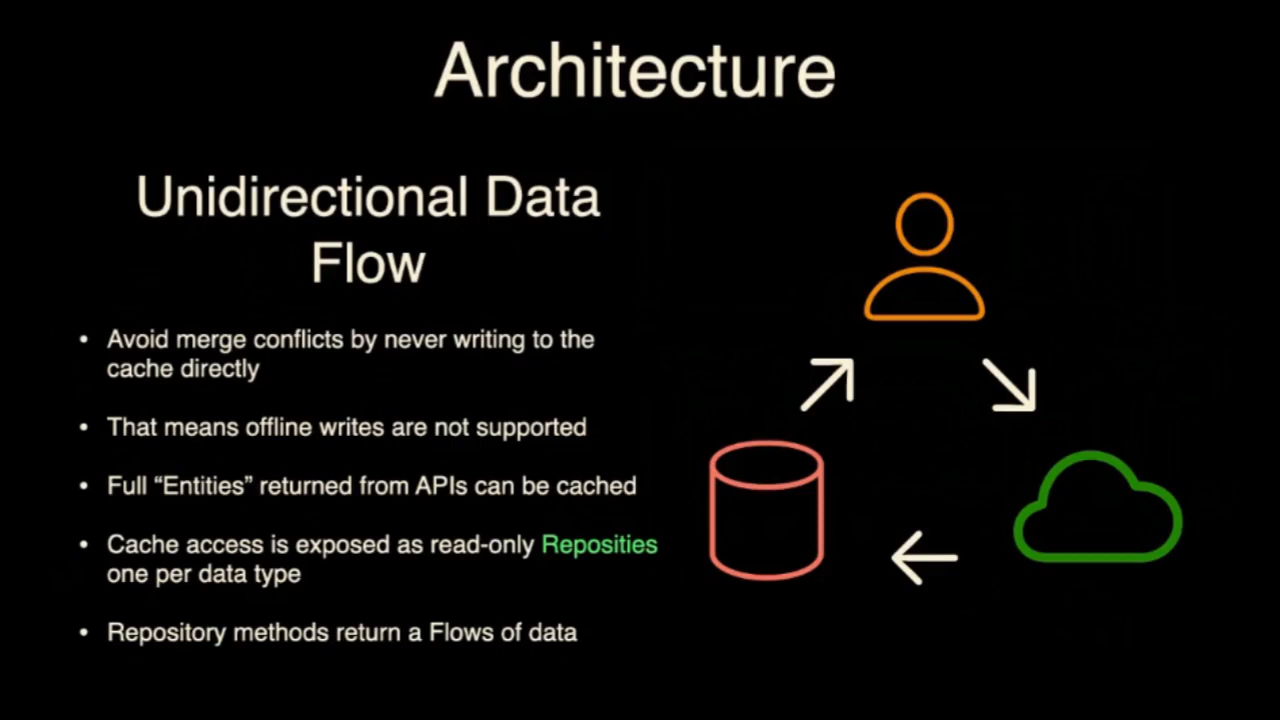 Architecture
Unidirectional Data
Flow
• Avoid merge conflicts by never writing to the
cache directly
• That means offline writes are not supported
• Full “Entities” returned from APIs can be cached
• Cache access is exposed as read-only Reposities
one per data type
• Repository methods return a Flows of data